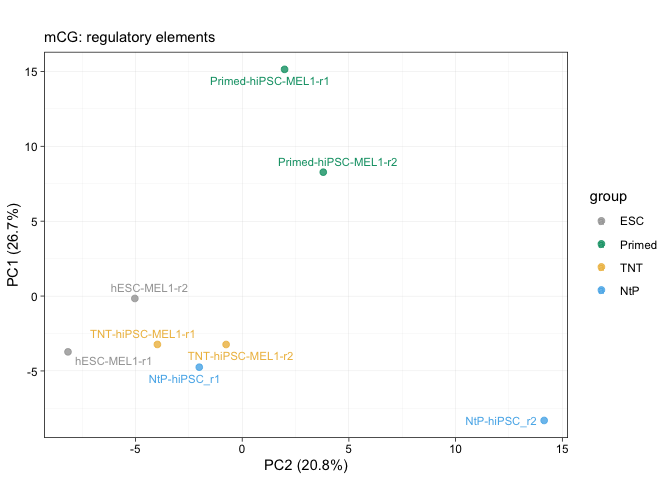 mCG: regulatory elements
15
Primed-hiPSC-MEL1-r1
10
Primed-hiPSC-MEL1-r2
5
PC1 (26.7%)
0
hESC-MEL1-r2
TNT-hiPSC-MEL1-r1
hESC-MEL1-r1
TNT-hiPSC-MEL1-r2
-5
NtP-hiPSC_r1
NtP-hiPSC_r2
-5
0
5
10
15
PC2 (20.8%)
group
ESC
Primed
TNT
NtP